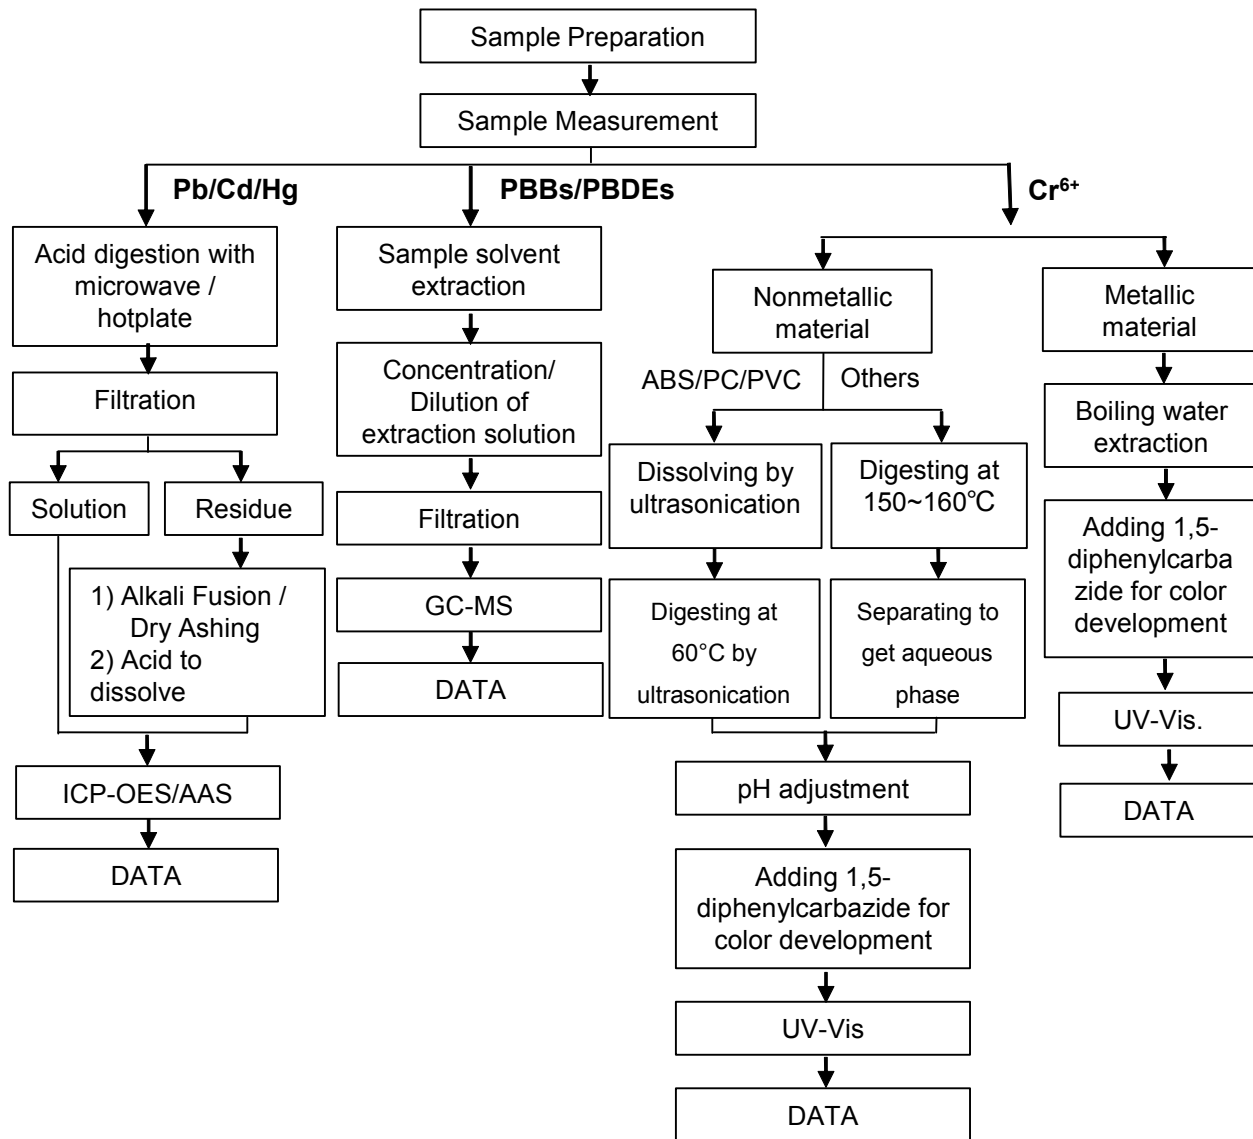 Sample Preparation
Sample Measurement
Pb/Cd/Hg
PBBs/PBDEs
Cr⁶⁺
Acid digestion with
microwave /
hotplate
Filtration
Solution
Residue
1) Alkali Fusion /
Dry Ashing
2) Acid to
dissolve
ICP-OES/AAS
DATA
Sample solvent
extraction
Concentration/
Dilution of
extraction solution
Filtration
GC-MS
DATA
Nonmetallic
material
ABS/PC/PVC
Others
Dissolving by
ultrasonication
Digesting at
60°C by
ultrasonication
Digesting at
150~160℃
Separating to
get aqueous
phase
pH adjustment
Adding 1,5-
diphenylcarbazide for
color development
UV-Vis
DATA
Metallic
material
Boiling water
extraction
Adding 1,5-
diphenylcarba
zide for color
development
UV-Vis.
DATA